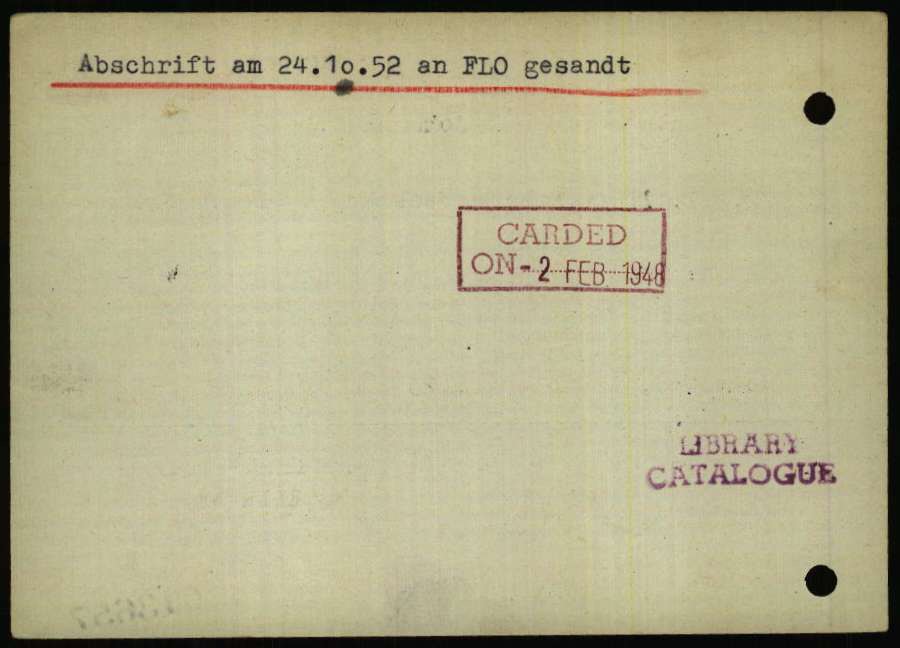 Abschrift am 24.1o.52 an FLO gesandt
CARDED
ON - 2 FEB 1948
LIBRARY
CATALOGUE